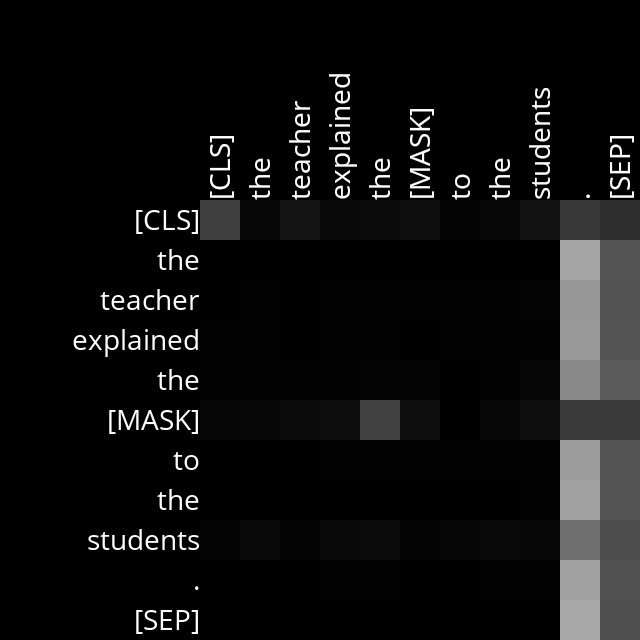 [CLS] the teacher explained the [MASK] to the students . [SEP]
[CLS]
the
teacher
explained
the
[MASK]
to
the
students
.
[SEP]